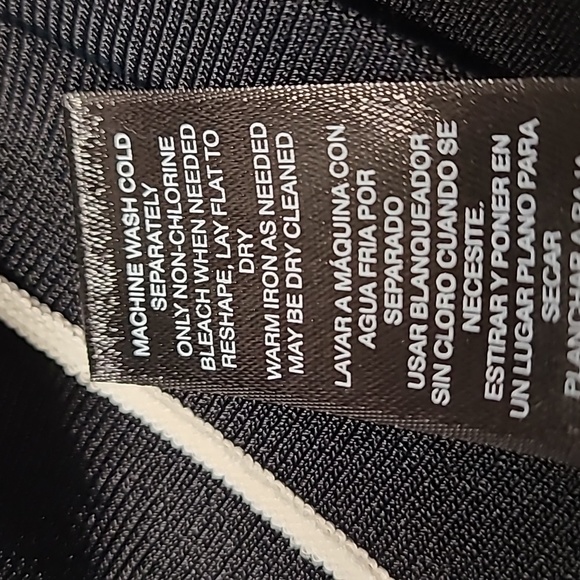 MACHINE WASH COLD
SEPARATELY
ONLY NON-CHLORINE
BLEACH WHEN NEEDED
RESHAPE, LAY FLAT TO
DRY
WARM IRON AS NEEDED
MAY BE DRY CLEANED
LAVAR A MÁQUINA CON
AGUA FRIA POR
SEPARADO
USAR BLANQUEADOR
SIN CLORO CUANDO SE
NECESITE.
ESTIRAR Y PONER EN
UN LUGAR PLANO PARA
SECAR
PLANCHAR A